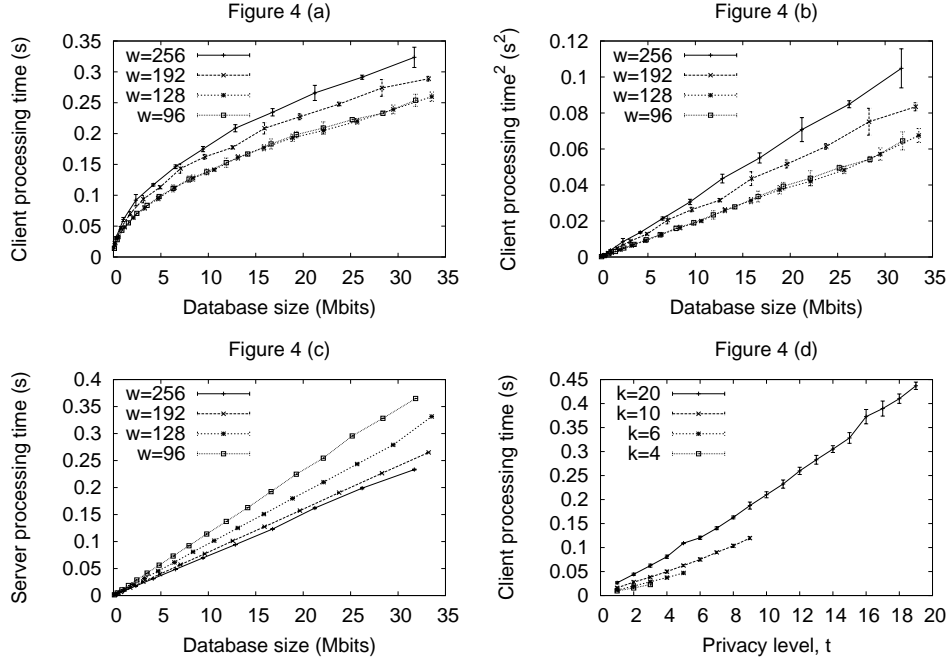 Figure 4 (a)
Client processing time (s)
0.35
0.3
0.25
0.2
0.15
0.1
0.05
0
w=256
w=192
w=128
w=96
0 5 10 15 20 25 30 35
Database size (Mbits)
Figure 4 (b)
Client processing time² (s²)
0.12
0.1
0.08
0.06
0.04
0.02
0
w=256
w=192
w=128
w=96
0 5 10 15 20 25 30 35
Database size (Mbits)
Figure 4 (c)
Server processing time (s)
0.4
0.35
0.3
0.25
0.2
0.15
0.1
0.05
0
w=256
w=192
w=128
w=96
0 5 10 15 20 25 30 35
Database size (Mbits)
Figure 4 (d)
Client processing time (s)
0.45
0.4
0.35
0.3
0.25
0.2
0.15
0.1
0.05
0
k=20
k=10
k=6
k=4
0 2 4 6 8 10 12 14 16 18 20
Privacy level, t